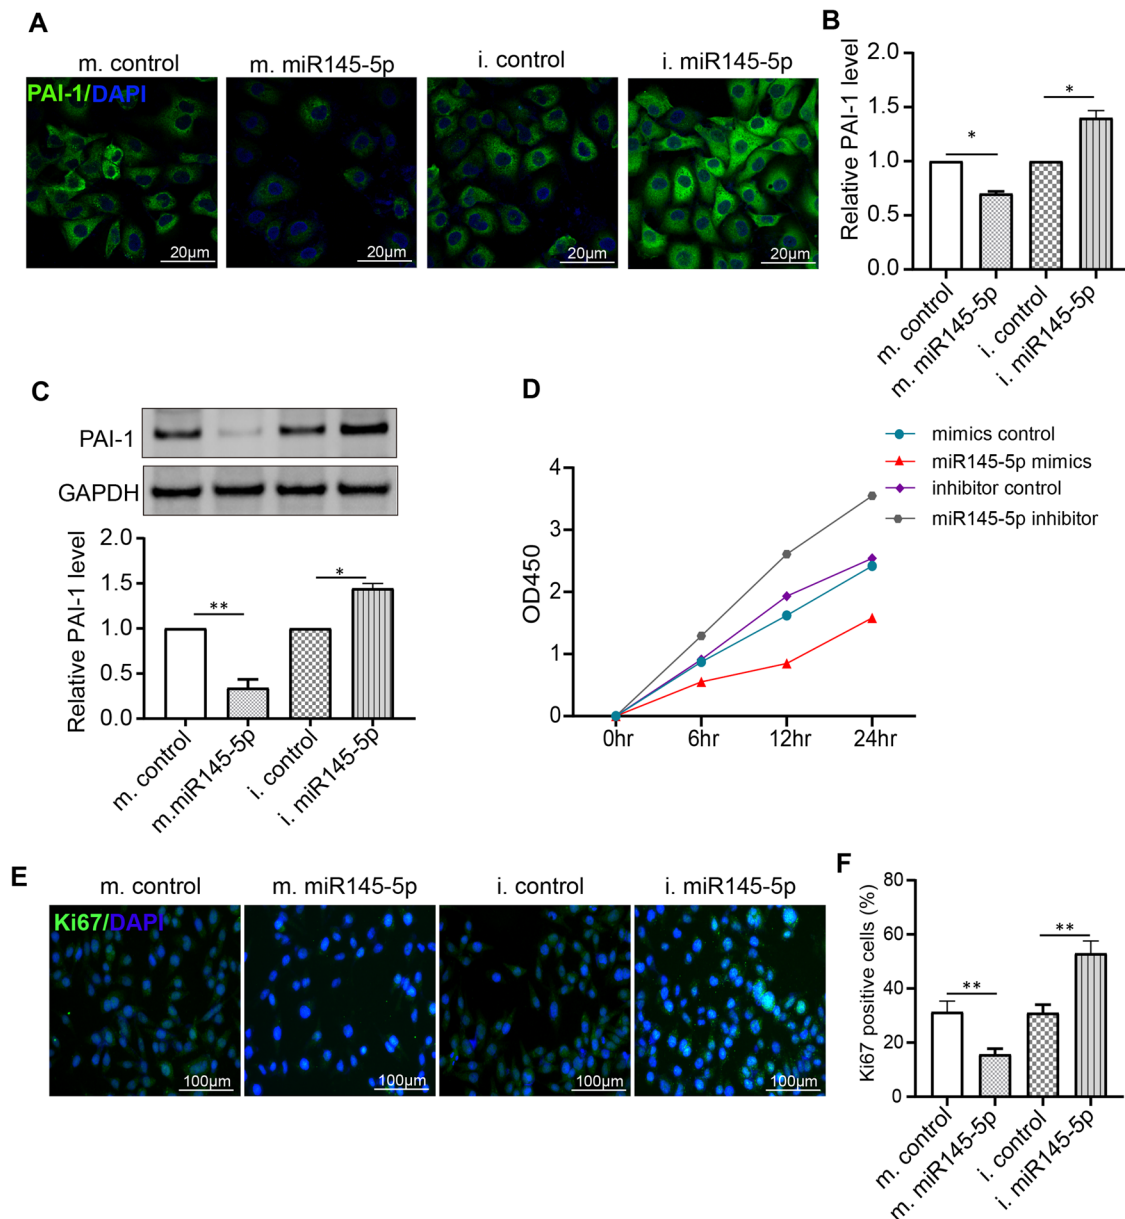 A
m. control
m. miR145-5p
i. control
i. miR145-5p
PAI-1/DAPI
20μm
20μm
20μm
20μm
B
Relative PAI-1 level
2.0
1.5
1.0
0.5
0.0
*
*
m. control
m. miR145-5p
i. control
i. miR145-5p
C
PAI-1
GAPDH
Relative PAI-1 level
2.0
1.5
1.0
0.5
0.0
**
*
m. control
m.miR145-5p
i. control
i. miR145-5p
D
mimics control
miR145-5p mimics
inhibitor control
miR145-5p inhibitor
OD450
4
3
2
1
0
0hr
6hr
12hr
24hr
E
m. control
m. miR145-5p
i. control
i. miR145-5p
Ki67/DAPI
100μm
100μm
100μm
100μm
F
Ki67 positive cells (%)
80
60
40
20
0
**
**
m. control
m. miR145-5p
i. control
i. miR145-5p